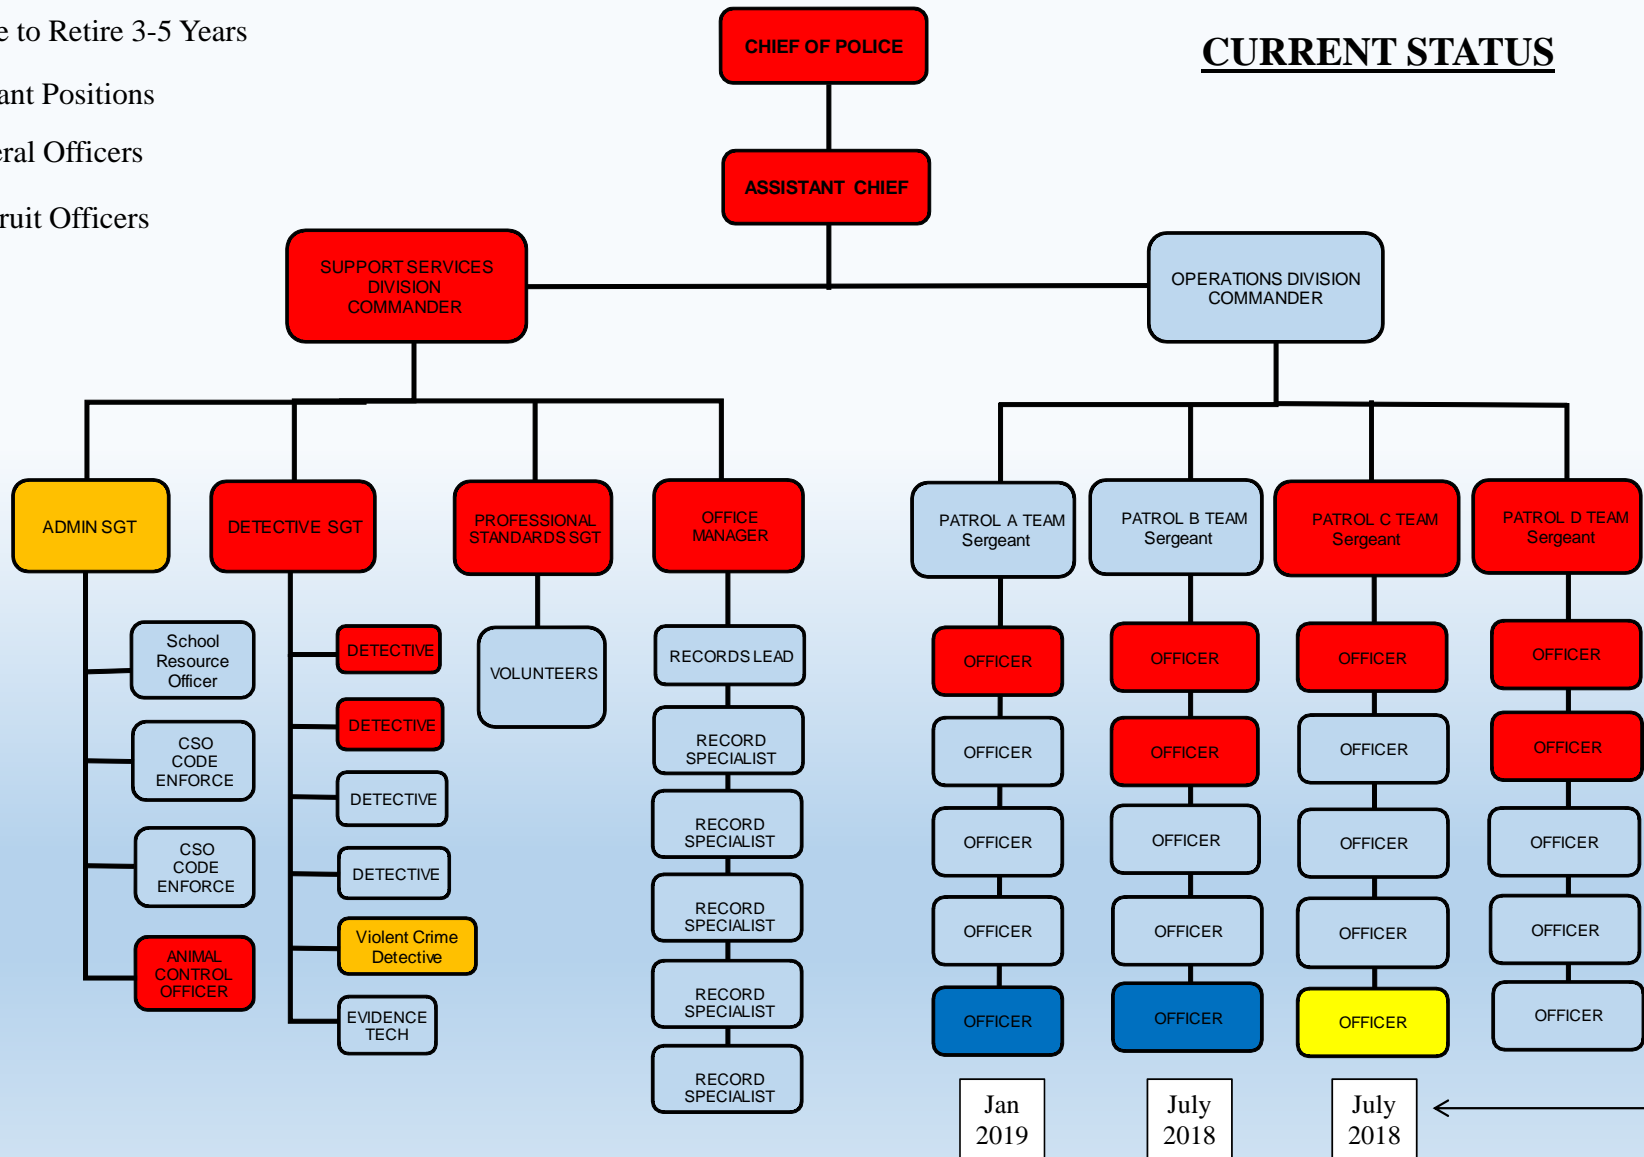 e to Retire 3-5 Years
ant Positions
eral Officers
ruit Officers
CURRENT STATUS
CHIEF OF POLICE
ASSISTANT CHIEF
SUPPORT SERVICES
DIVISION
COMMANDER
OPERATIONS DIVISION
COMMANDER
ADMIN SGT
DETECTIVE SGT
PROFESSIONAL
STANDARDS SGT
OFFICE
MANAGER
PATROL A TEAM
Sergeant
PATROL B TEAM
Sergeant
PATROL C TEAM
Sergeant
PATROL D TEAM
Sergeant
School
Resource
Officer
CSO
CODE
ENFORCE
CSO
CODE
ENFORCE
ANIMAL
CONTROL
OFFICER
DETECTIVE
DETECTIVE
DETECTIVE
DETECTIVE
Violent Crime
Detective
EVIDENCE
TECH
VOLUNTEERS
RECORDS LEAD
RECORD
SPECIALIST
RECORD
SPECIALIST
RECORD
SPECIALIST
RECORD
SPECIALIST
RECORD
SPECIALIST
OFFICER
OFFICER
OFFICER
OFFICER
OFFICER
Jan
2019
OFFICER
OFFICER
OFFICER
OFFICER
OFFICER
July
2018
OFFICER
OFFICER
OFFICER
OFFICER
OFFICER
July
2018
OFFICER
OFFICER
OFFICER
OFFICER
OFFICER